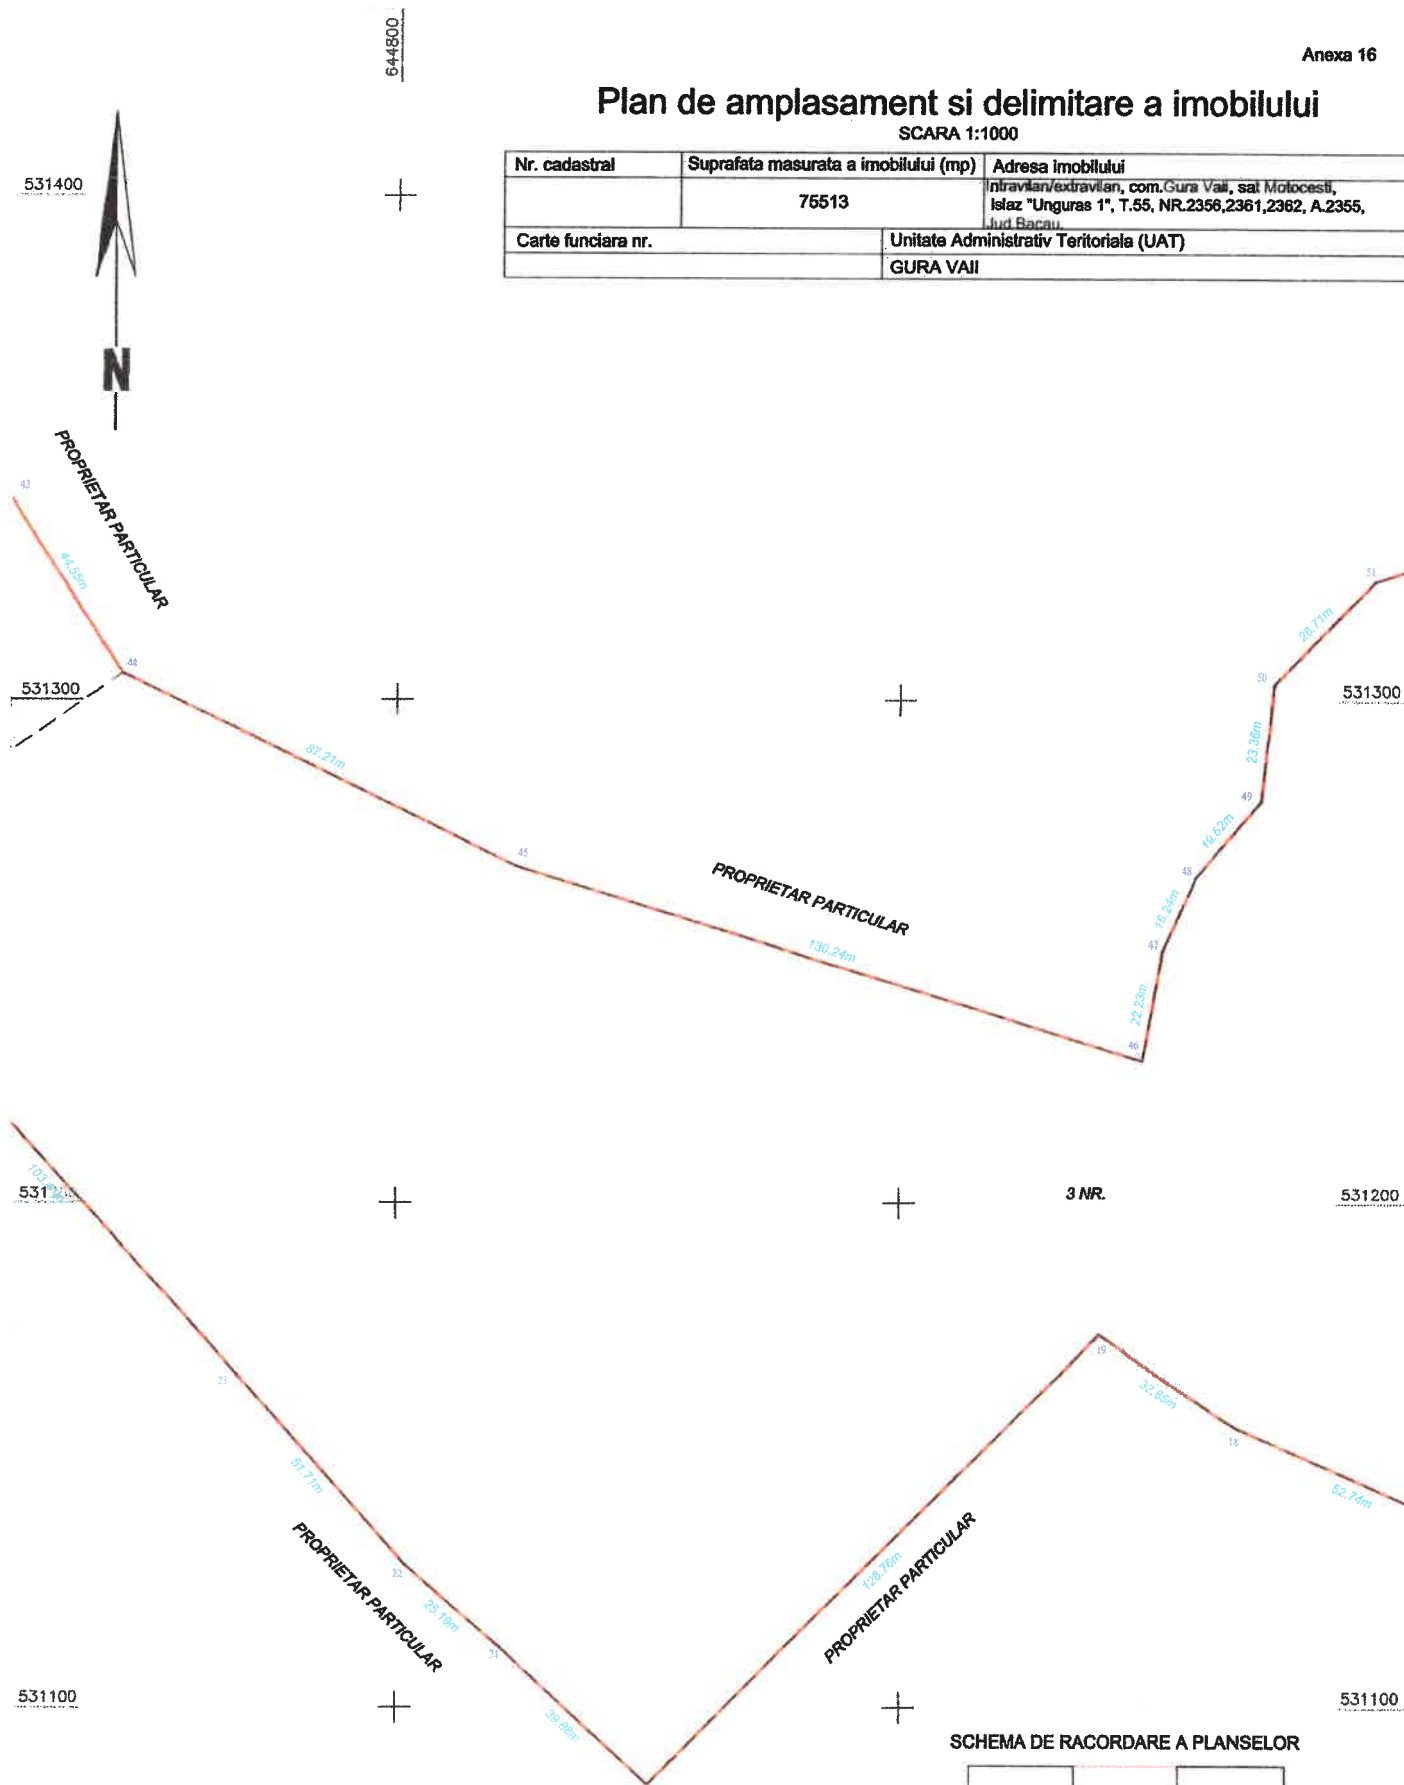 644800
Anexa 16
Plan de amplasament si delimitare a imobilului
SCARA 1:1000
Nr. cadastral
Suprafata masurata a imobilului (mp)
Adresa imobilului
75513
Intravilan/extravilan, com.Gura Vaii, sat Motocesti,
Islaz "Unguras 1", T.55, NR.2356,2361,2362, A.2355,
Jud.Bacau.
Carte funciara nr.
Unitate Administrativ Teritoriala (UAT)
GURA VAII
531400
N
43
PROPRIETAR PARTICULAR
44.55m
44
531300
531300
51
28.71m
50
23.36m
49
19.62m
48
16.24m
47
22.23m
46
87.21m
45
PROPRIETAR PARTICULAR
130.24m
531200
3 NR.
19
32.85m
18
52.74m
23
51.71m
22
PROPRIETAR PARTICULAR
25.19m
21
39.88m
126.76m
PROPRIETAR PARTICULAR
531100
531100
SCHEMA DE RACORDARE A PLANSELOR